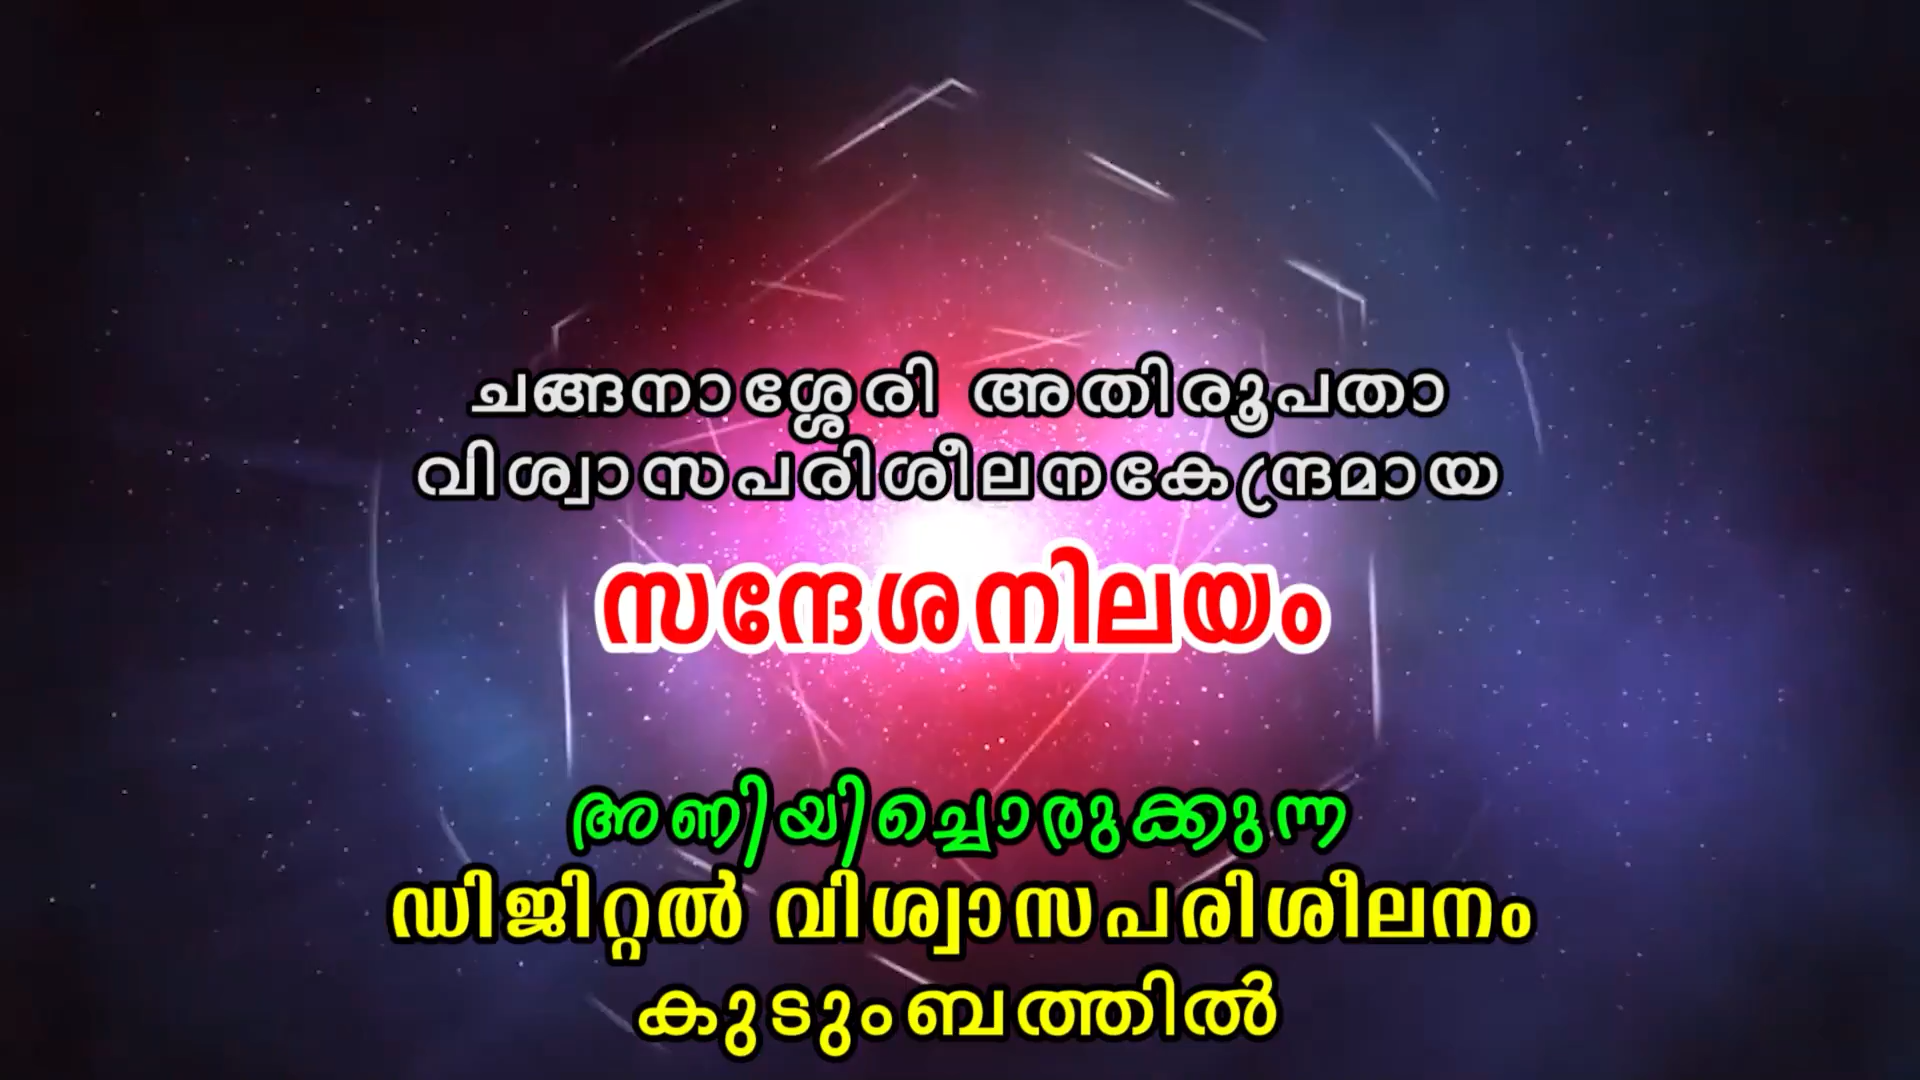 ചങ്ങനാശ്ശേരി അതിരൂപതാ
വിശ്വാസപരിശീലനകേന്ദ്രമായ
സന്ദേശനിലയം
അണിയിച്ചൊരുക്കുന്ന
ഡിജിറ്റൽ വിശ്വാസപരിശീലനം
കുടുംബത്തിൽ